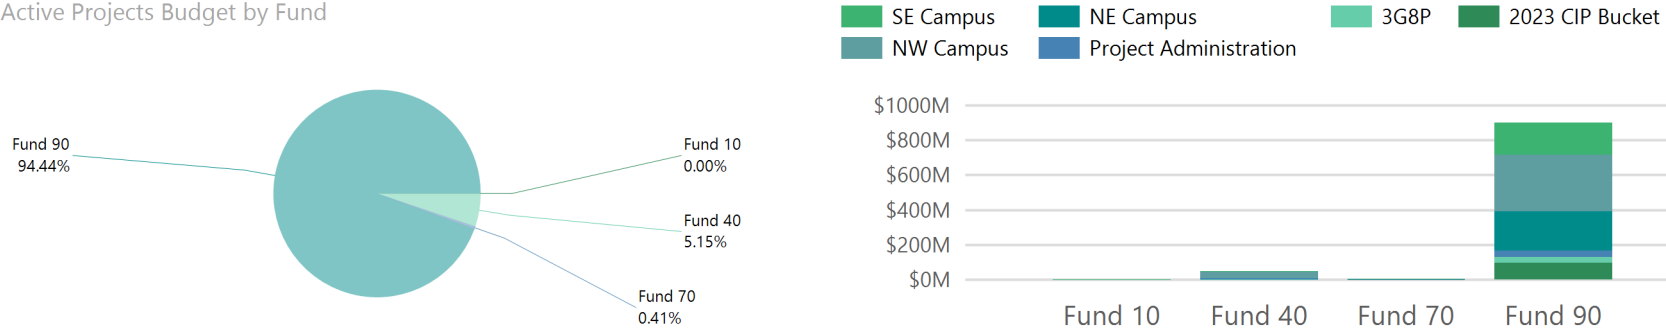 Active Projects Budget by Fund
Fund 90
94.44%
Fund 10
0.00%
Fund 40
5.15%
Fund 70
0.41%
SE Campus
NE Campus
3G8P
2023 CIP Bucket
NW Campus
Project Administration
$1000M
$800M
$600M
$400M
$200M
$0M
Fund 10
Fund 40
Fund 70
Fund 90